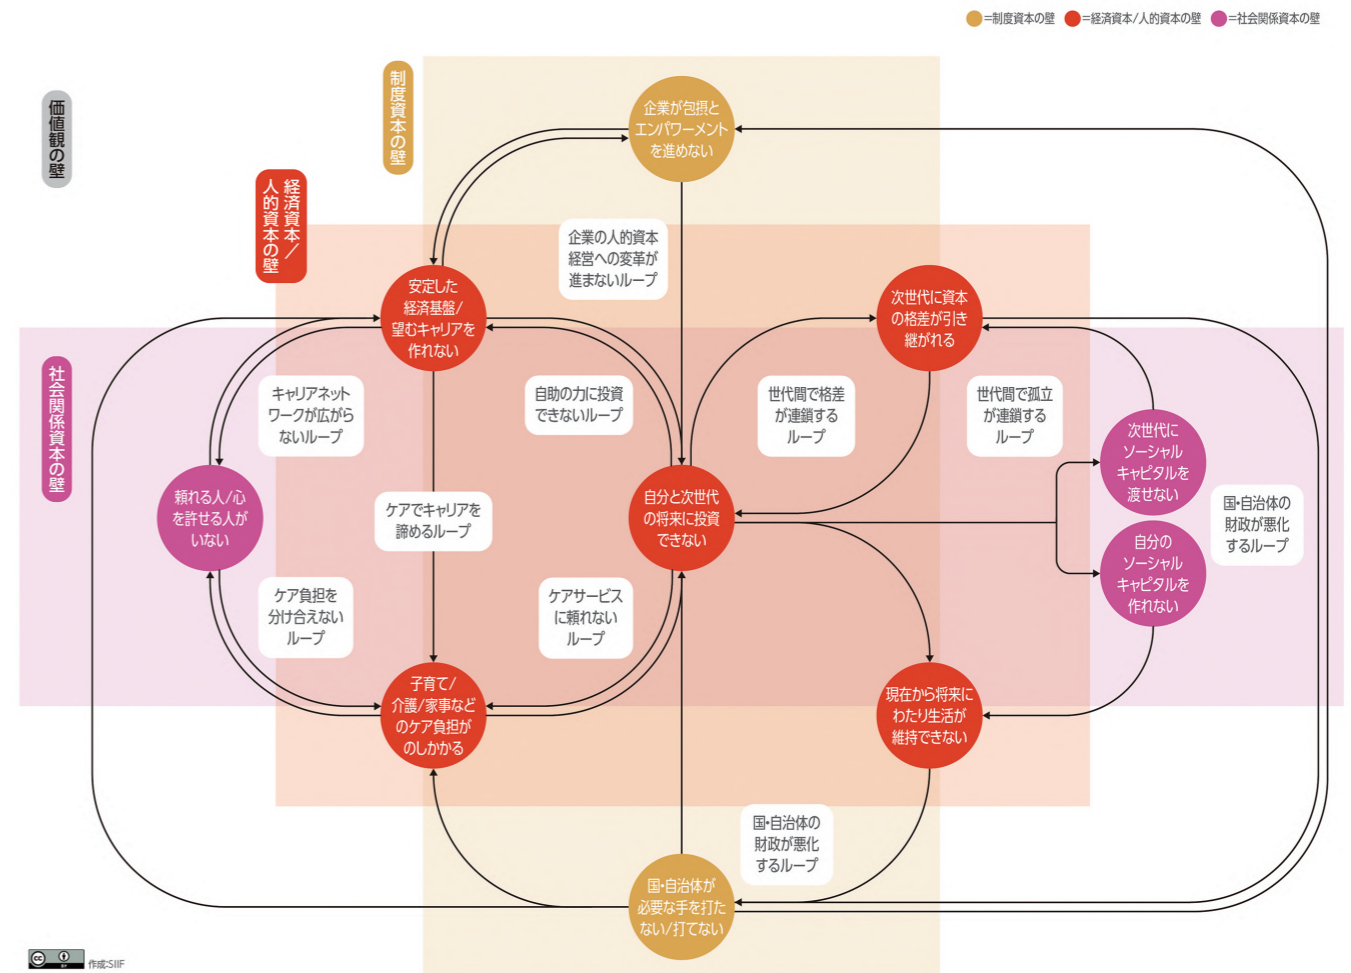 =制度資本の壁 =経済資本/人的資本の壁 =社会関係資本の壁
価値観の壁
制度資本の壁
経済資本/
人的資本の壁
社会関係資本の壁
企業が包摂と
エンパワーメント
を進めない
企業の人的資本
経営への変革が
進まないループ
安定した
経済基盤/
望むキャリアを
作れない
次世代に資本
の格差が引き
継がれる
キャリアネット
ワークが広がら
ないループ
自助の力に投資
できないループ
世代間で格差
が連鎖する
ループ
世代間で孤立
が連鎖する
ループ
次世代に
ソーシャル
キャピタルを
渡せない
頼れる人/心
を許せる人が
いない
ケアでキャリアを
諦めるループ
自分と次世代
の将来に投資
できない
国・自治体の
財政が悪化
するループ
自分の
ソーシャル
キャピタルを
作れない
ケア負担を
分け合えない
ループ
ケアサービス
に頼れない
ループ
子育て/
介護/家事など
のケア負担が
のしかかる
現在から将来に
わたり生活が
維持できない
国・自治体の
財政が悪化
するループ
国・自治体が
必要な手を打た
ない/打てない
cc
BY
作成:SIIF